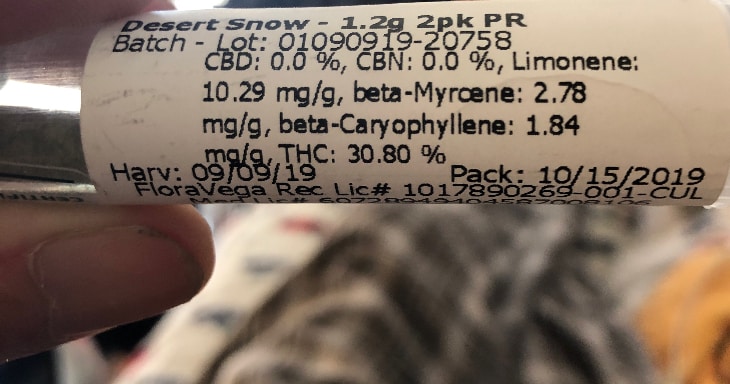 Desert Snow - 1.2g 2pk PR
Batch - Lot: 01090919-20758
CBD: 0.0 %, CBN: 0.0 %, Limonene:
10.29 mg/g, beta-Myrcene: 2.78
mg/g, beta-Caryophyllene: 1.84
mg/g, THC: 30.80 %
Harv: 09/09/19 Pack: 10/15/2019
FloraVega Rec Lic# 1017890269-001-CUL
Med Lic#